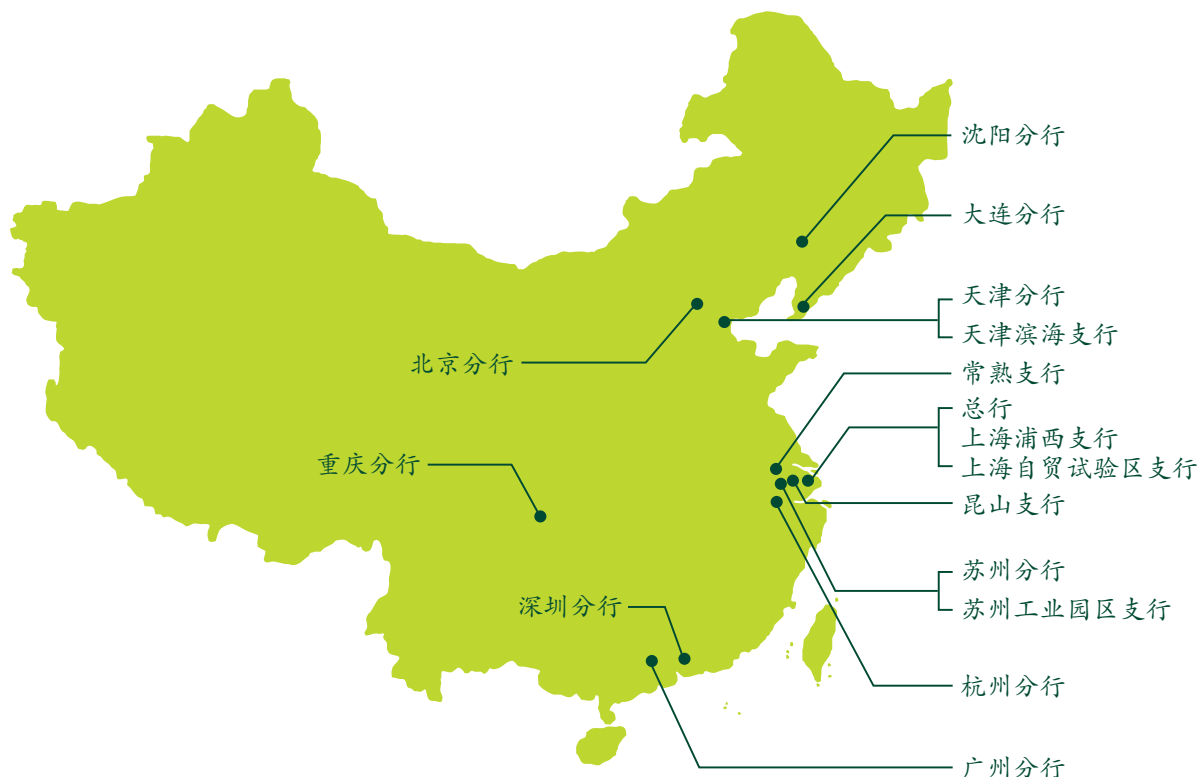 沈阳分行
大连分行
天津分行
天津滨海支行
北京分行
常熟支行
总行
上海浦西支行
上海自贸试验区支行
重庆分行
昆山支行
苏州分行
苏州工业园区支行
深圳分行
杭州分行
广州分行